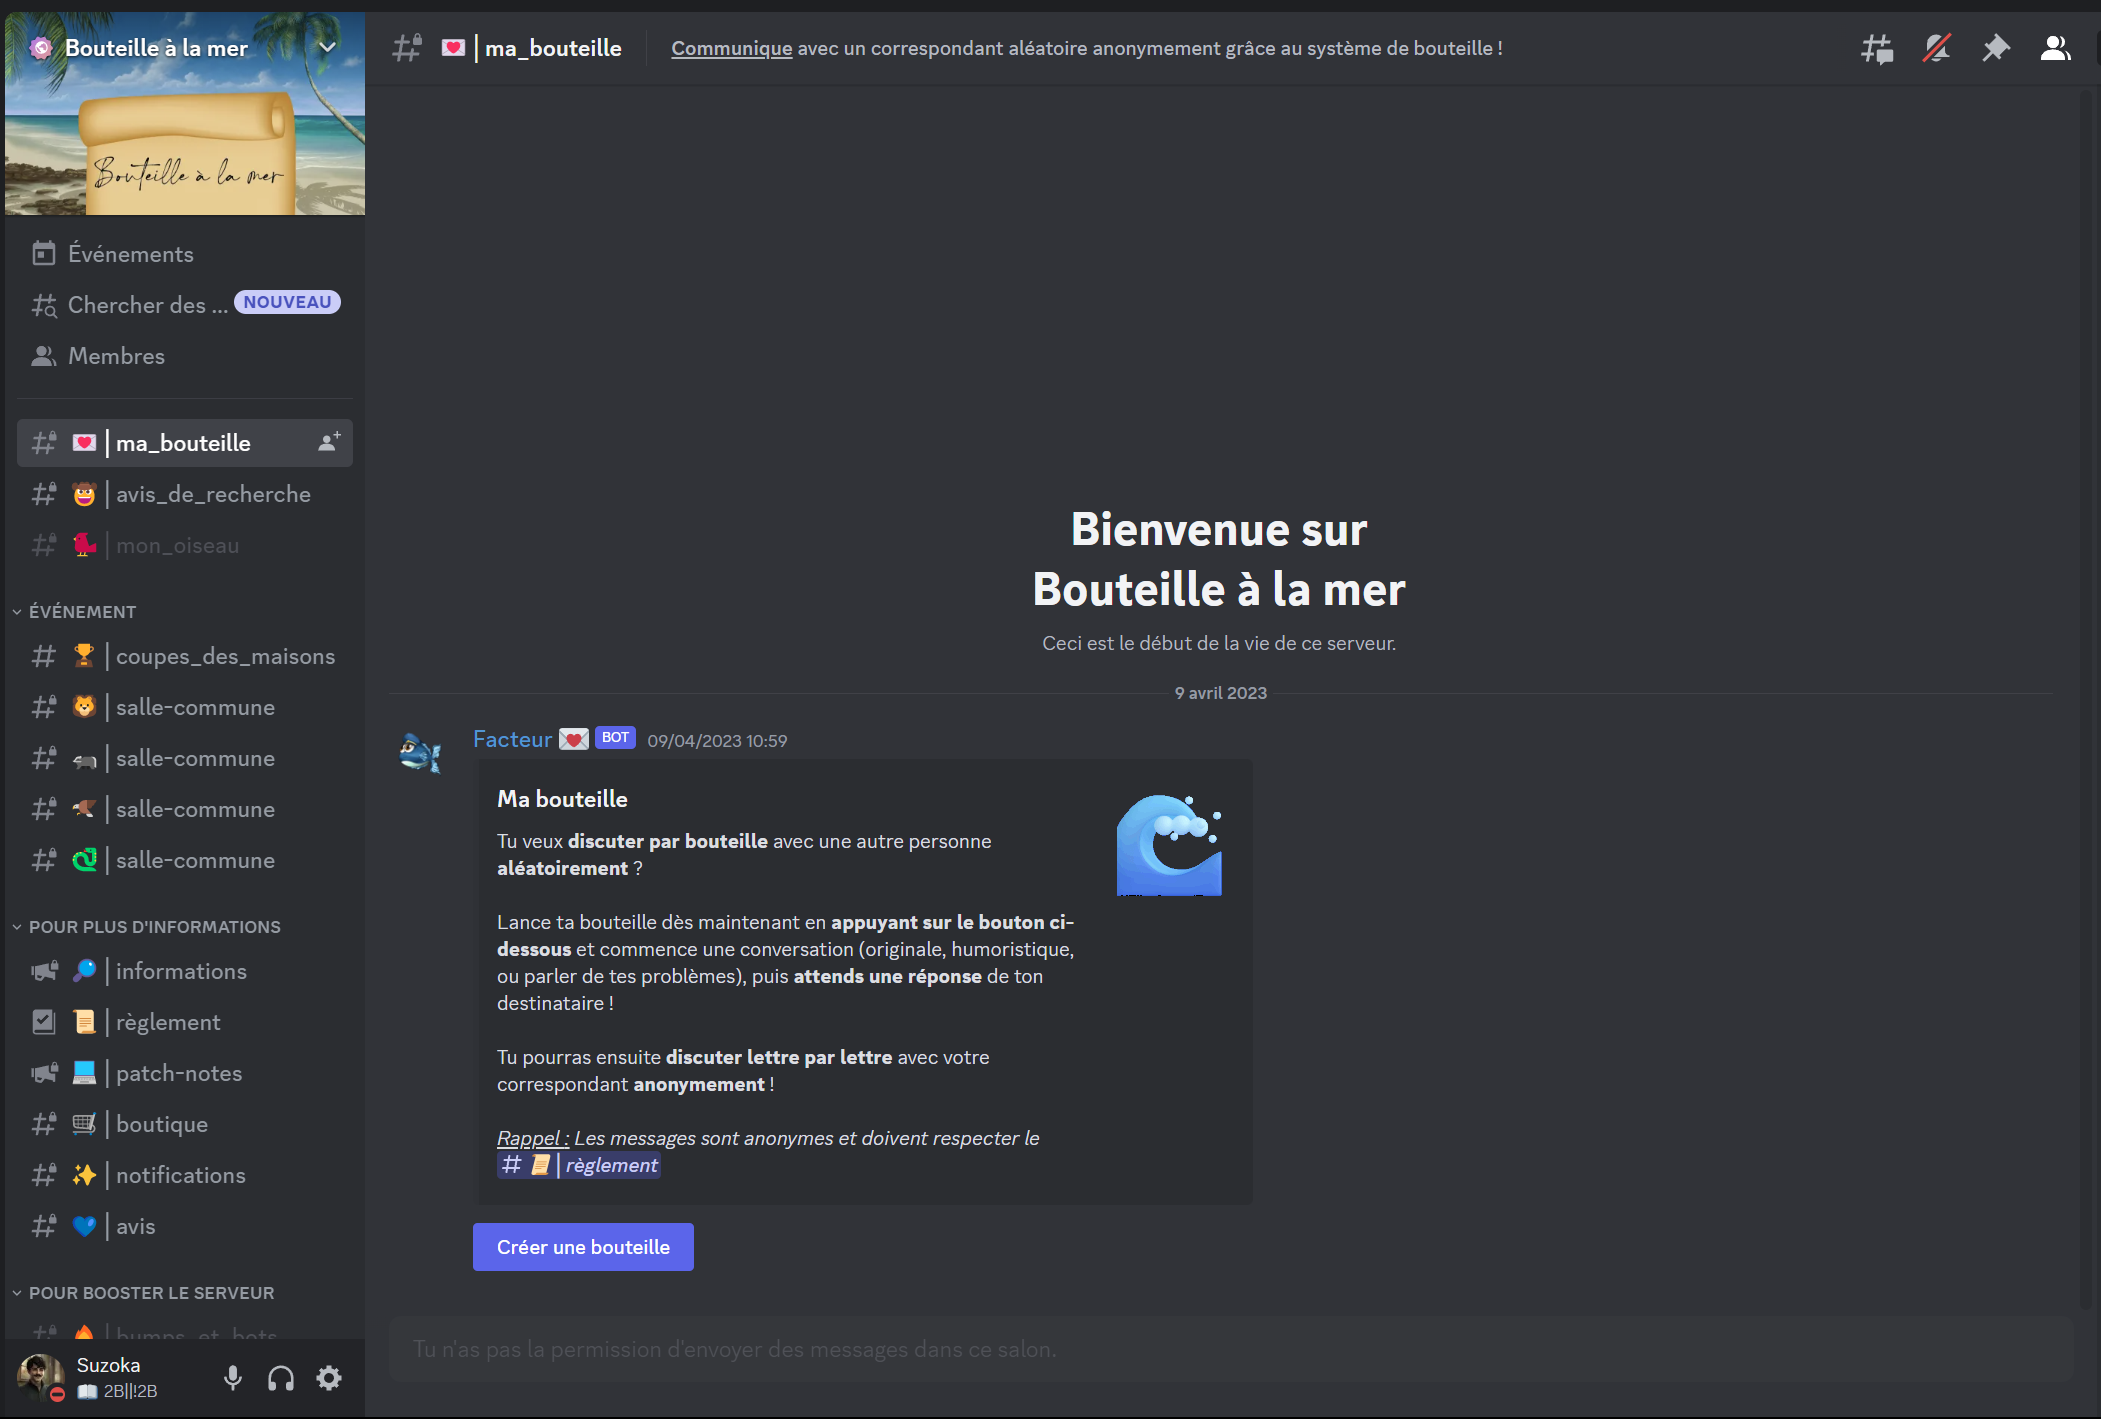 Bouteille à la mer
Bouteille à la mer
Événements
Chercher des ... NOUVEAU
Membres
| ma_bouteille
| avis_de_recherche
| mon_oiseau
ÉVÉNEMENT
| coupes_des_maisons
| salle-commune
| salle-commune
| salle-commune
| salle-commune
POUR PLUS D'INFORMATIONS
| informations
| règlement
| patch-notes
| boutique
| notifications
| avis
POUR BOOSTER LE SERVEUR
| bumps_et_bots
Suzoka
2B||!2B
| ma_bouteille
Communique avec un correspondant aléatoire anonymement grâce au système de bouteille !
Bienvenue sur
Bouteille à la mer
Ceci est le début de la vie de ce serveur.
9 avril 2023
Facteur 💌 BOT 09/04/2023 10:59
Ma bouteille
Tu veux discuter par bouteille avec une autre personne
aléatoirement ?
Lance ta bouteille dès maintenant en appuyant sur le bouton ci-
dessous et commence une conversation (originale, humoristique,
ou parler de tes problèmes), puis attends une réponse de ton
destinataire !
Tu pourras ensuite discuter lettre par lettre avec votre
correspondant anonymement !
Rappel : Les messages sont anonymes et doivent respecter le
# 📜 | règlement
Créer une bouteille
Tu n'as pas la permission d'envoyer des messages dans ce salon.